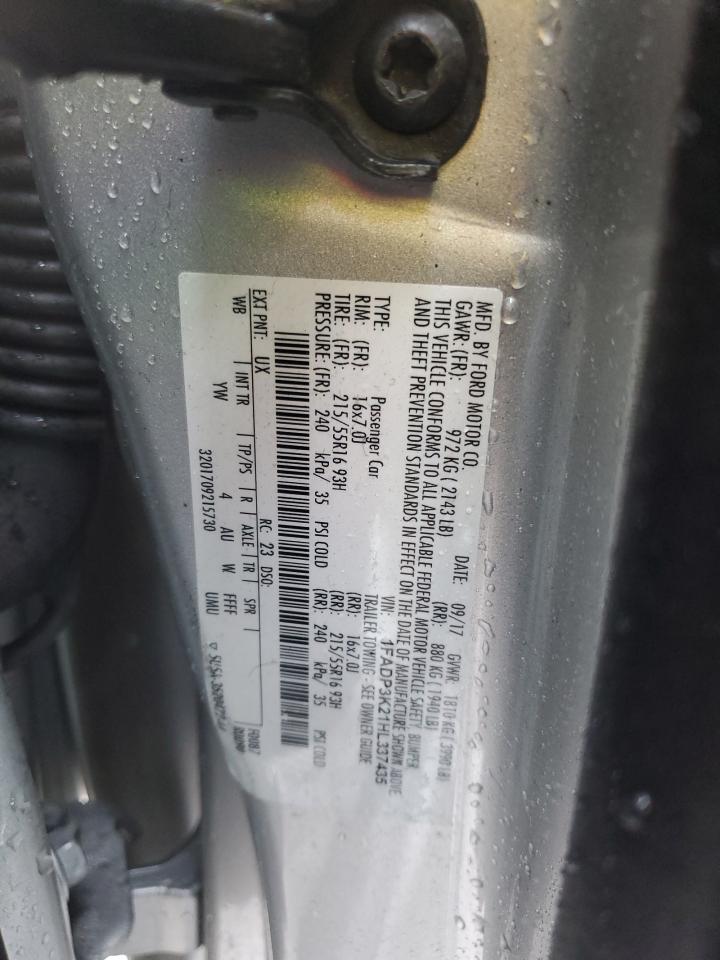 MFD. BY FORD MOTOR CO.
DATE: 09/17 GVWR: 1810 KG ( 3990 LB)
GAWR: (FR): 972 KG ( 2143 LB) (RR): 880 KG ( 1940 LB)
THIS VEHICLE CONFORMS TO ALL APPLICABLE FEDERAL MOTOR VEHICLE SAFETY, BUMPER
AND THEFT PREVENTION STANDARDS IN EFFECT ON THE DATE OF MANUFACTURE SHOWN ABOVE
VIN: 1FADP3K21HL337435
TYPE: Passenger Car TRAILER TOWING - SEE OWNER GUIDE
RIM: (FR): 16x7.0J (RR): 16x7.0J
TIRE: (FR): 215/55R16 93H (RR): 215/55R16 93H
PRESSURE: (FR): 240 kPa/ 35 PSI COLD (RR): 240 kPa/ 35 PSI COLD
EXT PNT: UX RC: 23 DSO:
WB INT TR TP/PS R AXLE TR SPR
YW 4 AU W FFFF UMU
3201709215730